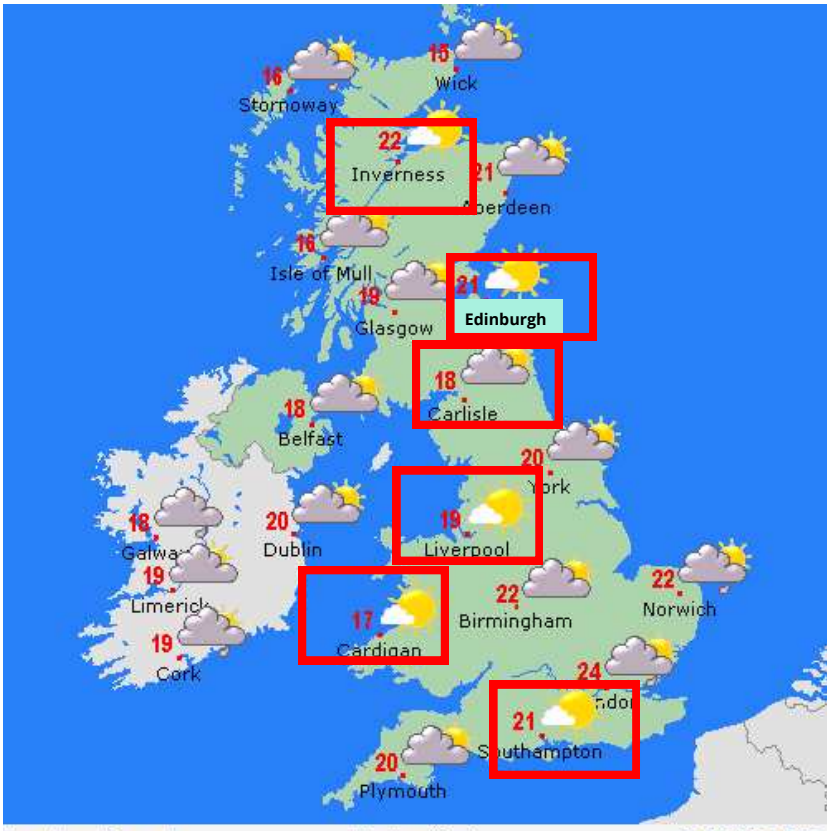 15
Wick
16
Stornoway
22
Inverness
21
Aberdeen
16
Isle of Mull
21
Edinburgh
19
Glasgow
18
Carlisle
18
Belfast
20
York
18
Galway
20
Dublin
19
Liverpool
19
Limerick
22
Birmingham
22
Norwich
17
Cardigan
19
Cork
24
21
Southampton
20
Plymouth